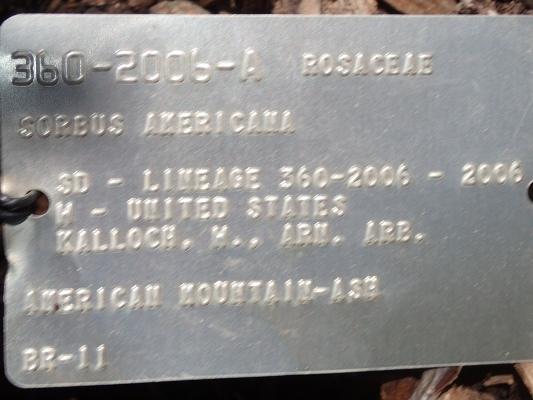 360-2006-A ROSACEAE
SORBUS AMERICANA
SD - LINEAGE 360-2006 - 2006
W - UNITED STATES
KALLOCH, M., ARN. ARB.
AMERICAN MOUNTAIN-ASH
BR-11